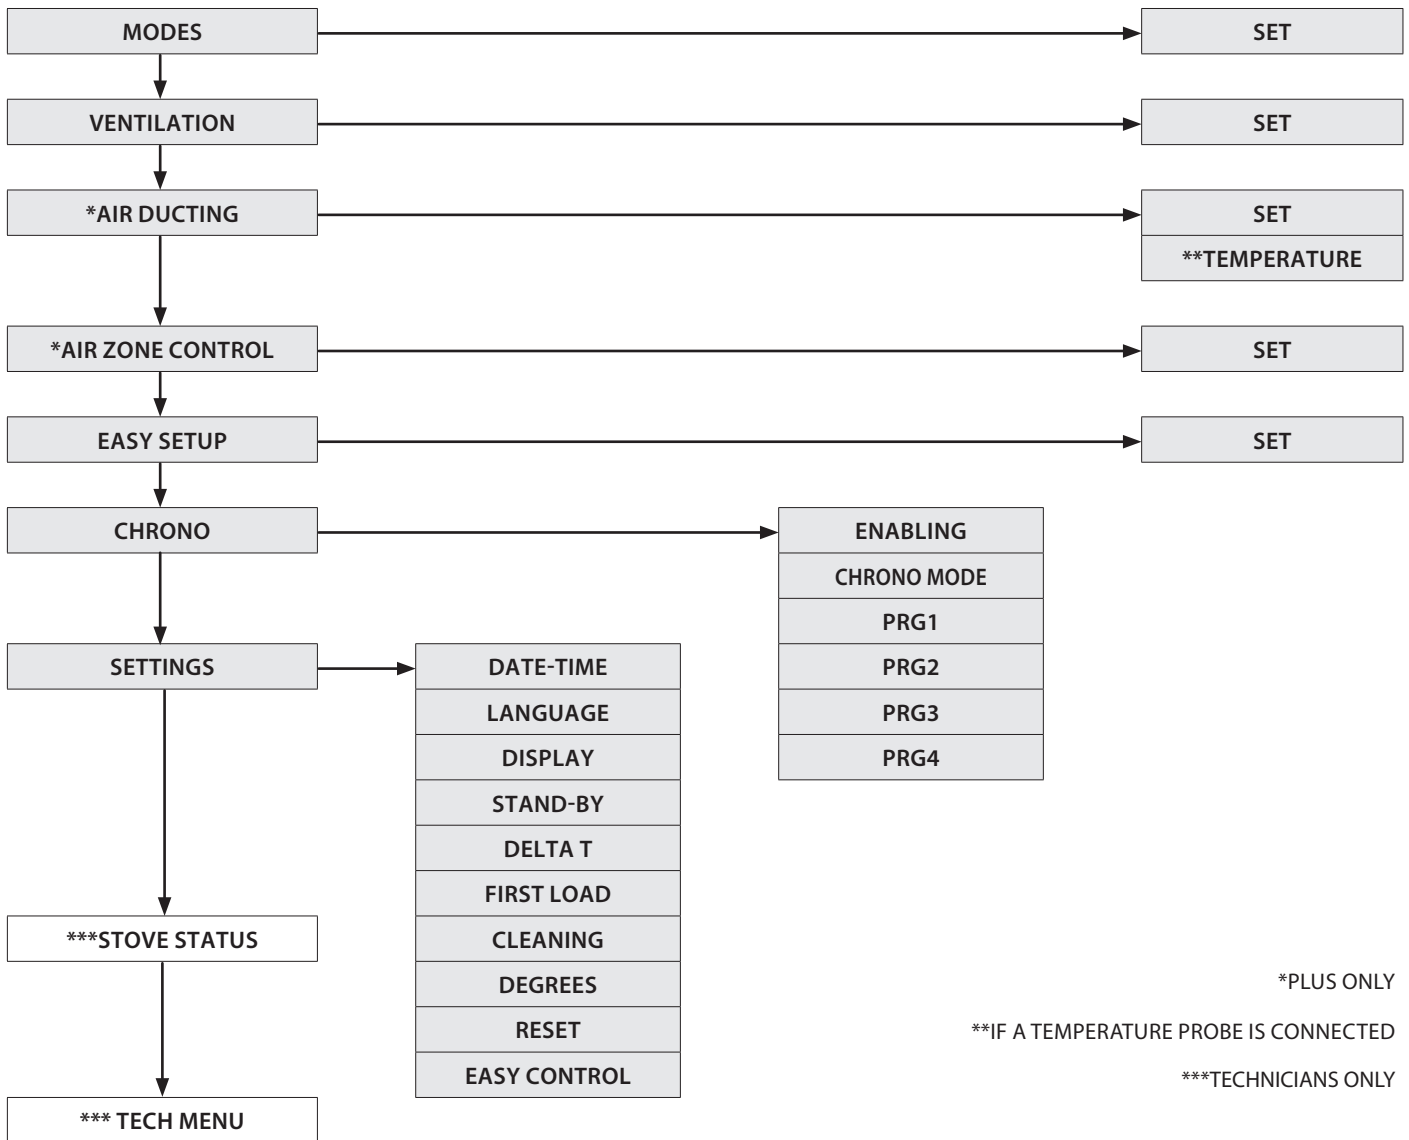 MODES
SET
VENTILATION
SET
*AIR DUCTING
SET
**TEMPERATURE
*AIR ZONE CONTROL
SET
EASY SETUP
SET
CHRONO
ENABLING
CHRONO MODE
PRG1
PRG2
PRG3
PRG4
SETTINGS
DATE-TIME
LANGUAGE
DISPLAY
STAND-BY
DELTA T
FIRST LOAD
CLEANING
DEGREES
RESET
EASY CONTROL
***STOVE STATUS
*** TECH MENU
*PLUS ONLY
**IF A TEMPERATURE PROBE IS CONNECTED
***TECHNICIANS ONLY